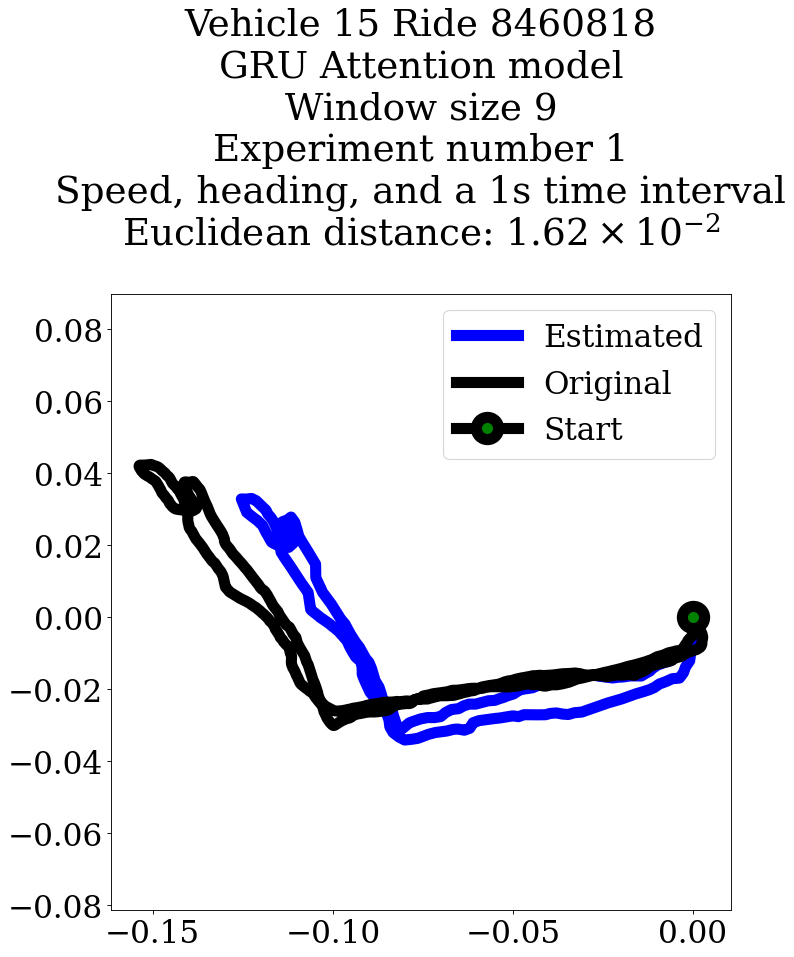 Vehicle 15 Ride 8460818
GRU Attention model
Window size 9
Experiment number 1
Speed, heading, and a 1s time interval
Euclidean distance: 1.62 × 10⁻²
Estimated
Original
Start
0.08
0.06
0.04
0.02
0.00
−0.02
−0.04
−0.06
−0.08
−0.15 −0.10 −0.05 0.00